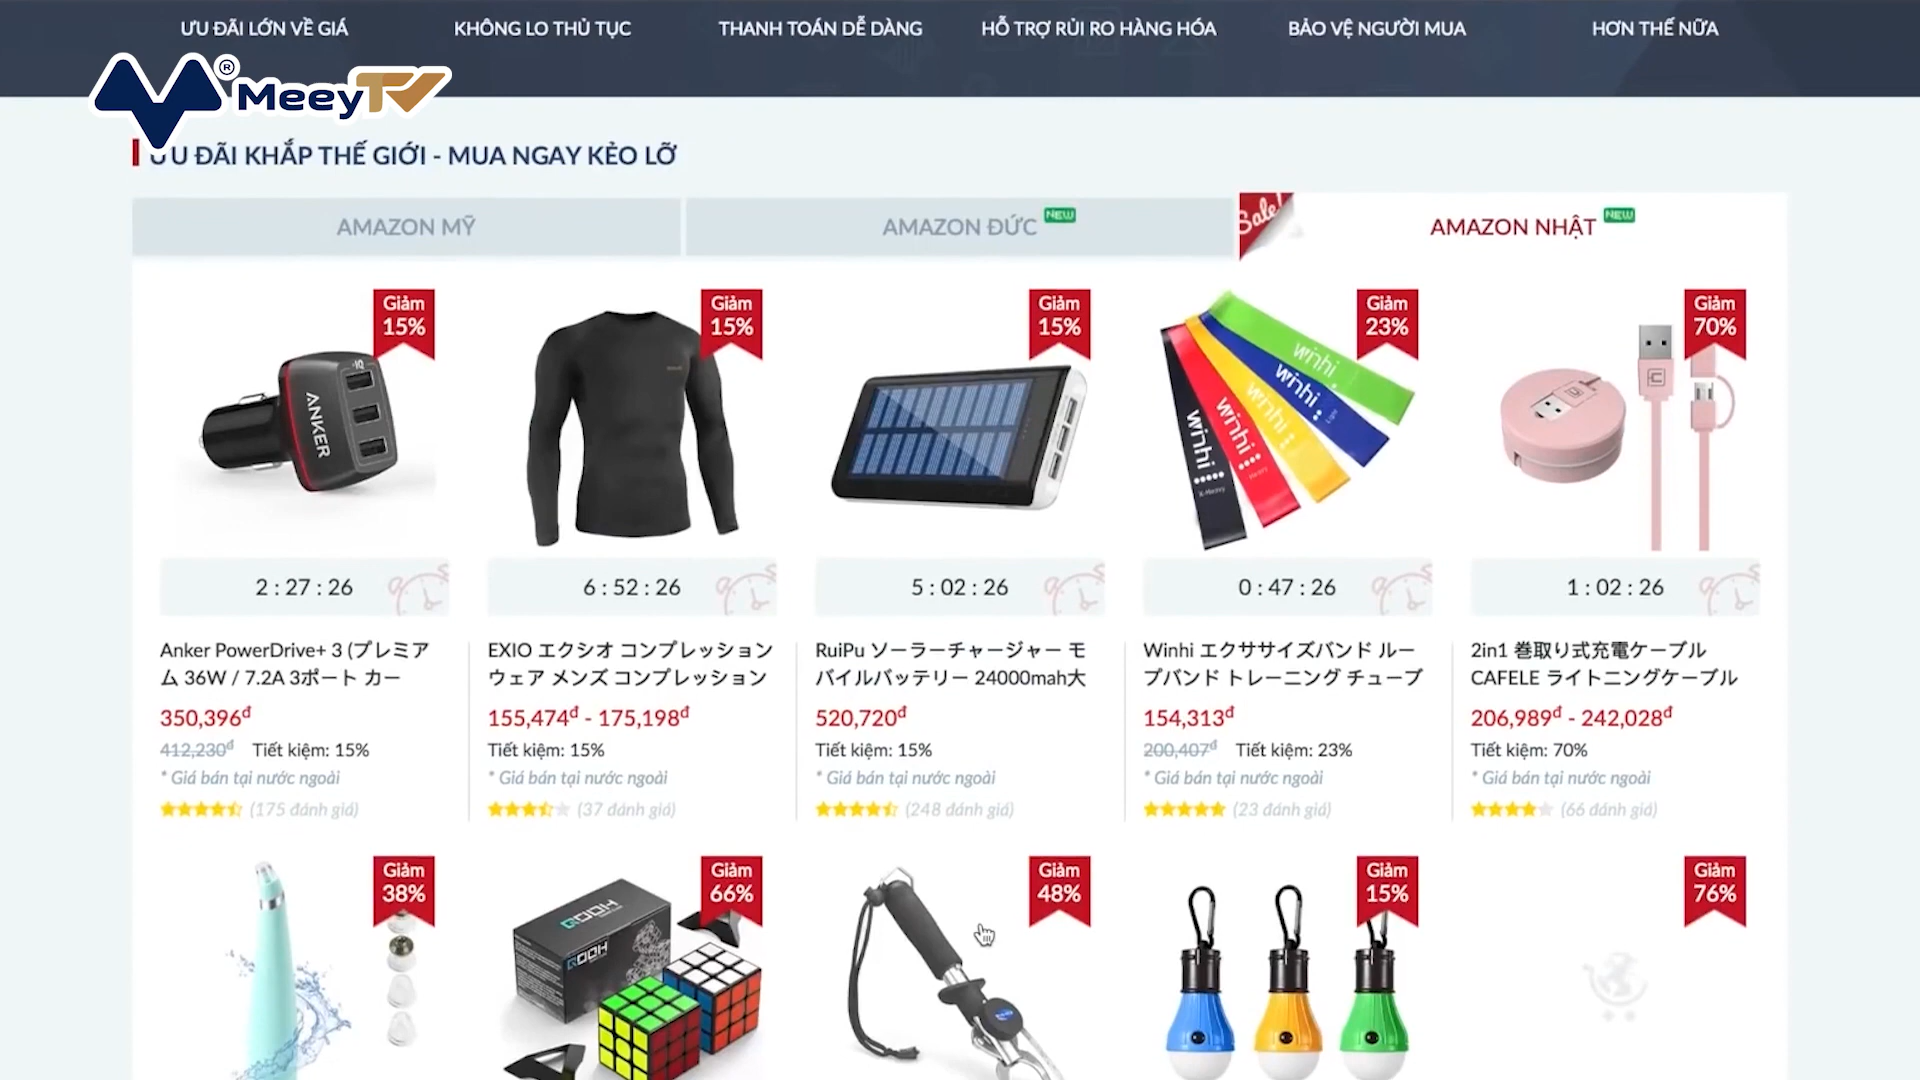 ƯU ĐÃI LỚN VỀ GIÁ
KHÔNG LO THỦ TỤC
THANH TOÁN DỄ DÀNG
HỖ TRỢ RỦI RO HÀNG HÓA
BẢO VỆ NGƯỜI MUA
HƠN THẾ NỮA
MeeyTV®
ƯU ĐÃI KHẮP THẾ GIỚI - MUA NGAY KẺO LỠ
AMAZON MỸ
AMAZON ĐỨC NEW
Sale!
AMAZON NHẬT NEW
Giảm
15%
Giảm
15%
Giảm
15%
Giảm
23%
Giảm
70%
ANKER
IQ
winhi
winhi
winhi
winhi
winhi
X-Heavy
Heavy
Light
2 : 27 : 26
6 : 52 : 26
5 : 02 : 26
0 : 47 : 26
1 : 02 : 26
Anker PowerDrive+ 3 (プレミア
ム 36W / 7.2A 3ポート カー
350,396đ
412,230đ Tiết kiệm: 15%
* Giá bán tại nước ngoài
(175 đánh giá)
EXIO エクシオ コンプレッション
ウェア メンズ コンプレッション
155,474đ - 175,198đ
Tiết kiệm: 15%
* Giá bán tại nước ngoài
(37 đánh giá)
RuiPu ソーラーチャージャー モ
バイルバッテリー 24000mah大
520,720đ
Tiết kiệm: 15%
* Giá bán tại nước ngoài
(248 đánh giá)
Winhi エクササイズバンド ルー
プバンド トレーニング チューブ
154,313đ
200,407đ Tiết kiệm: 23%
* Giá bán tại nước ngoài
(23 đánh giá)
2in1 巻取り式充電ケーブル
CAFELE ライトニングケーブル
206,989đ - 242,028đ
Tiết kiệm: 70%
* Giá bán tại nước ngoài
(66 đánh giá)
Giảm
38%
Giảm
66%
Giảm
48%
Giảm
15%
Giảm
76%